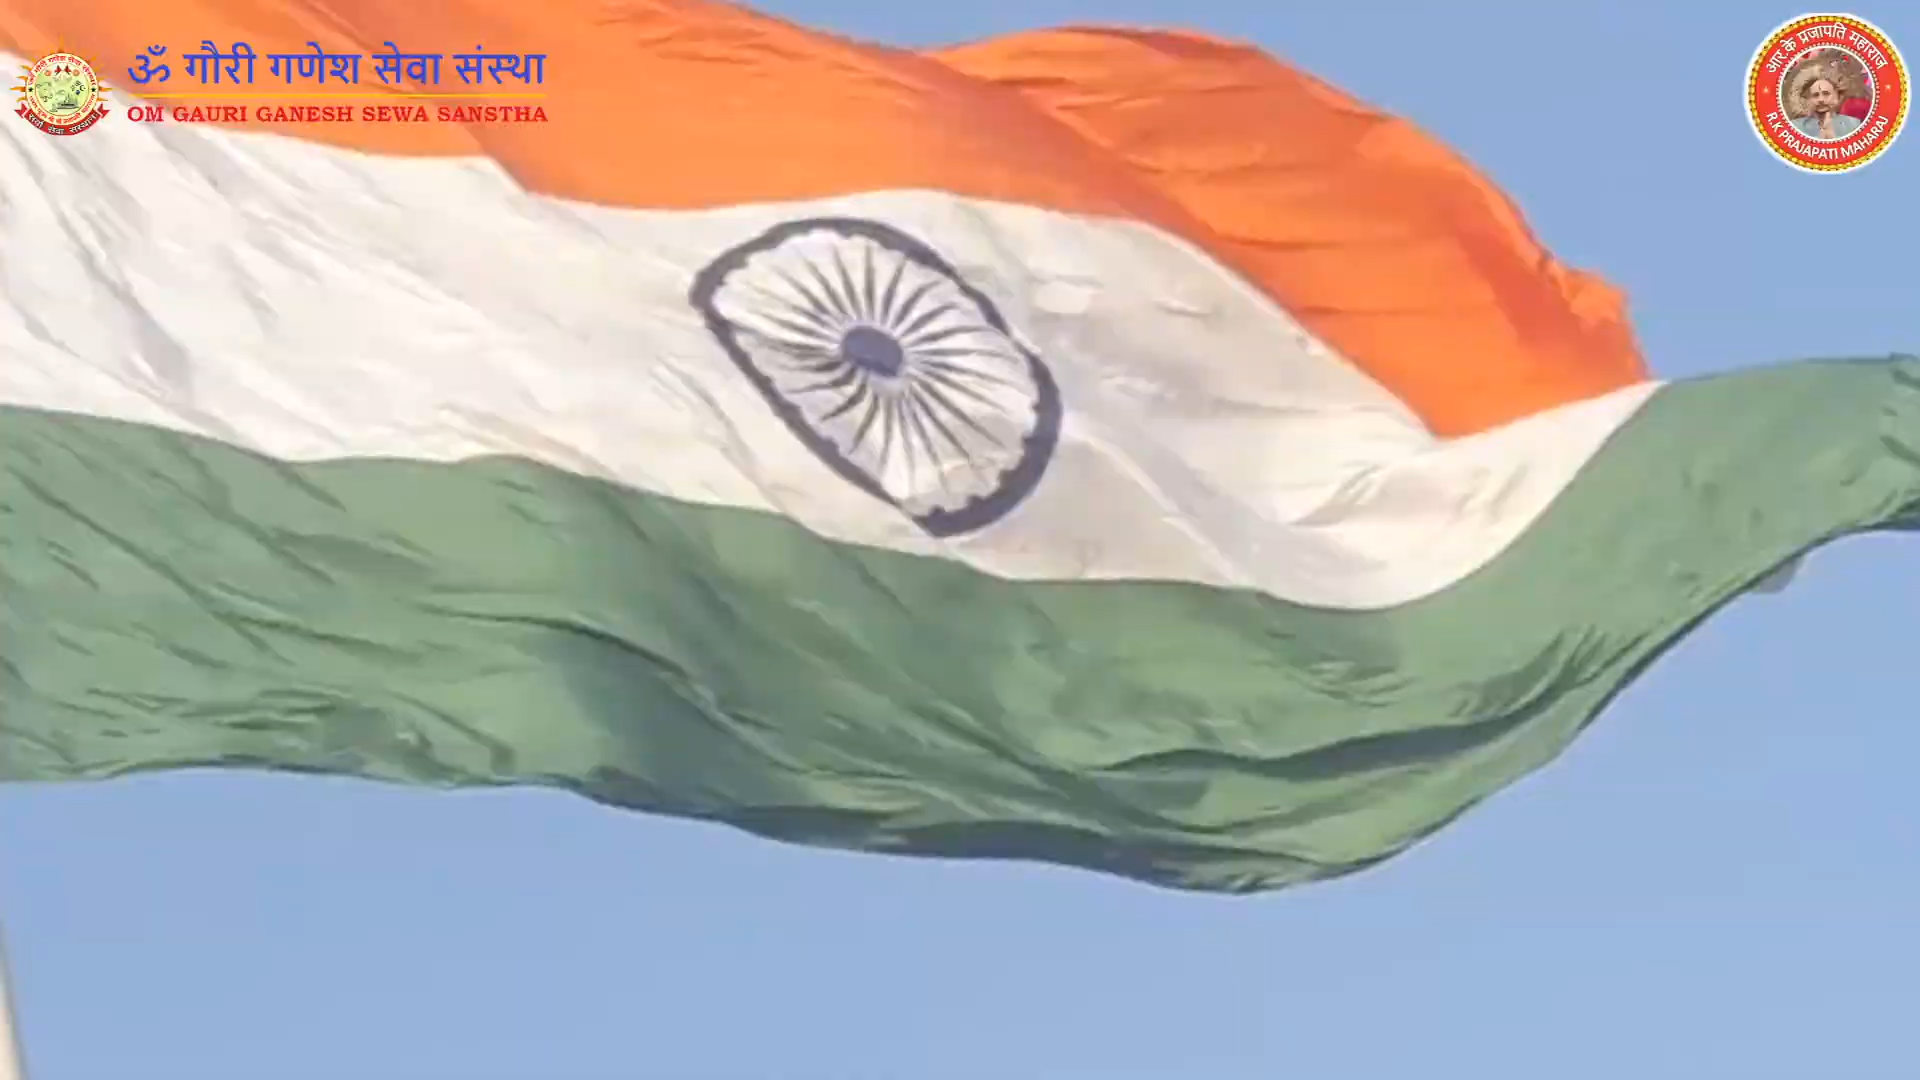 ॐ गौरी गणेश सेवा संस्था
OM GAURI GANESH SEWA SANSTHA
आर.के प्रजापति महाराज
R.K PRAJAPATI MAHARAJ